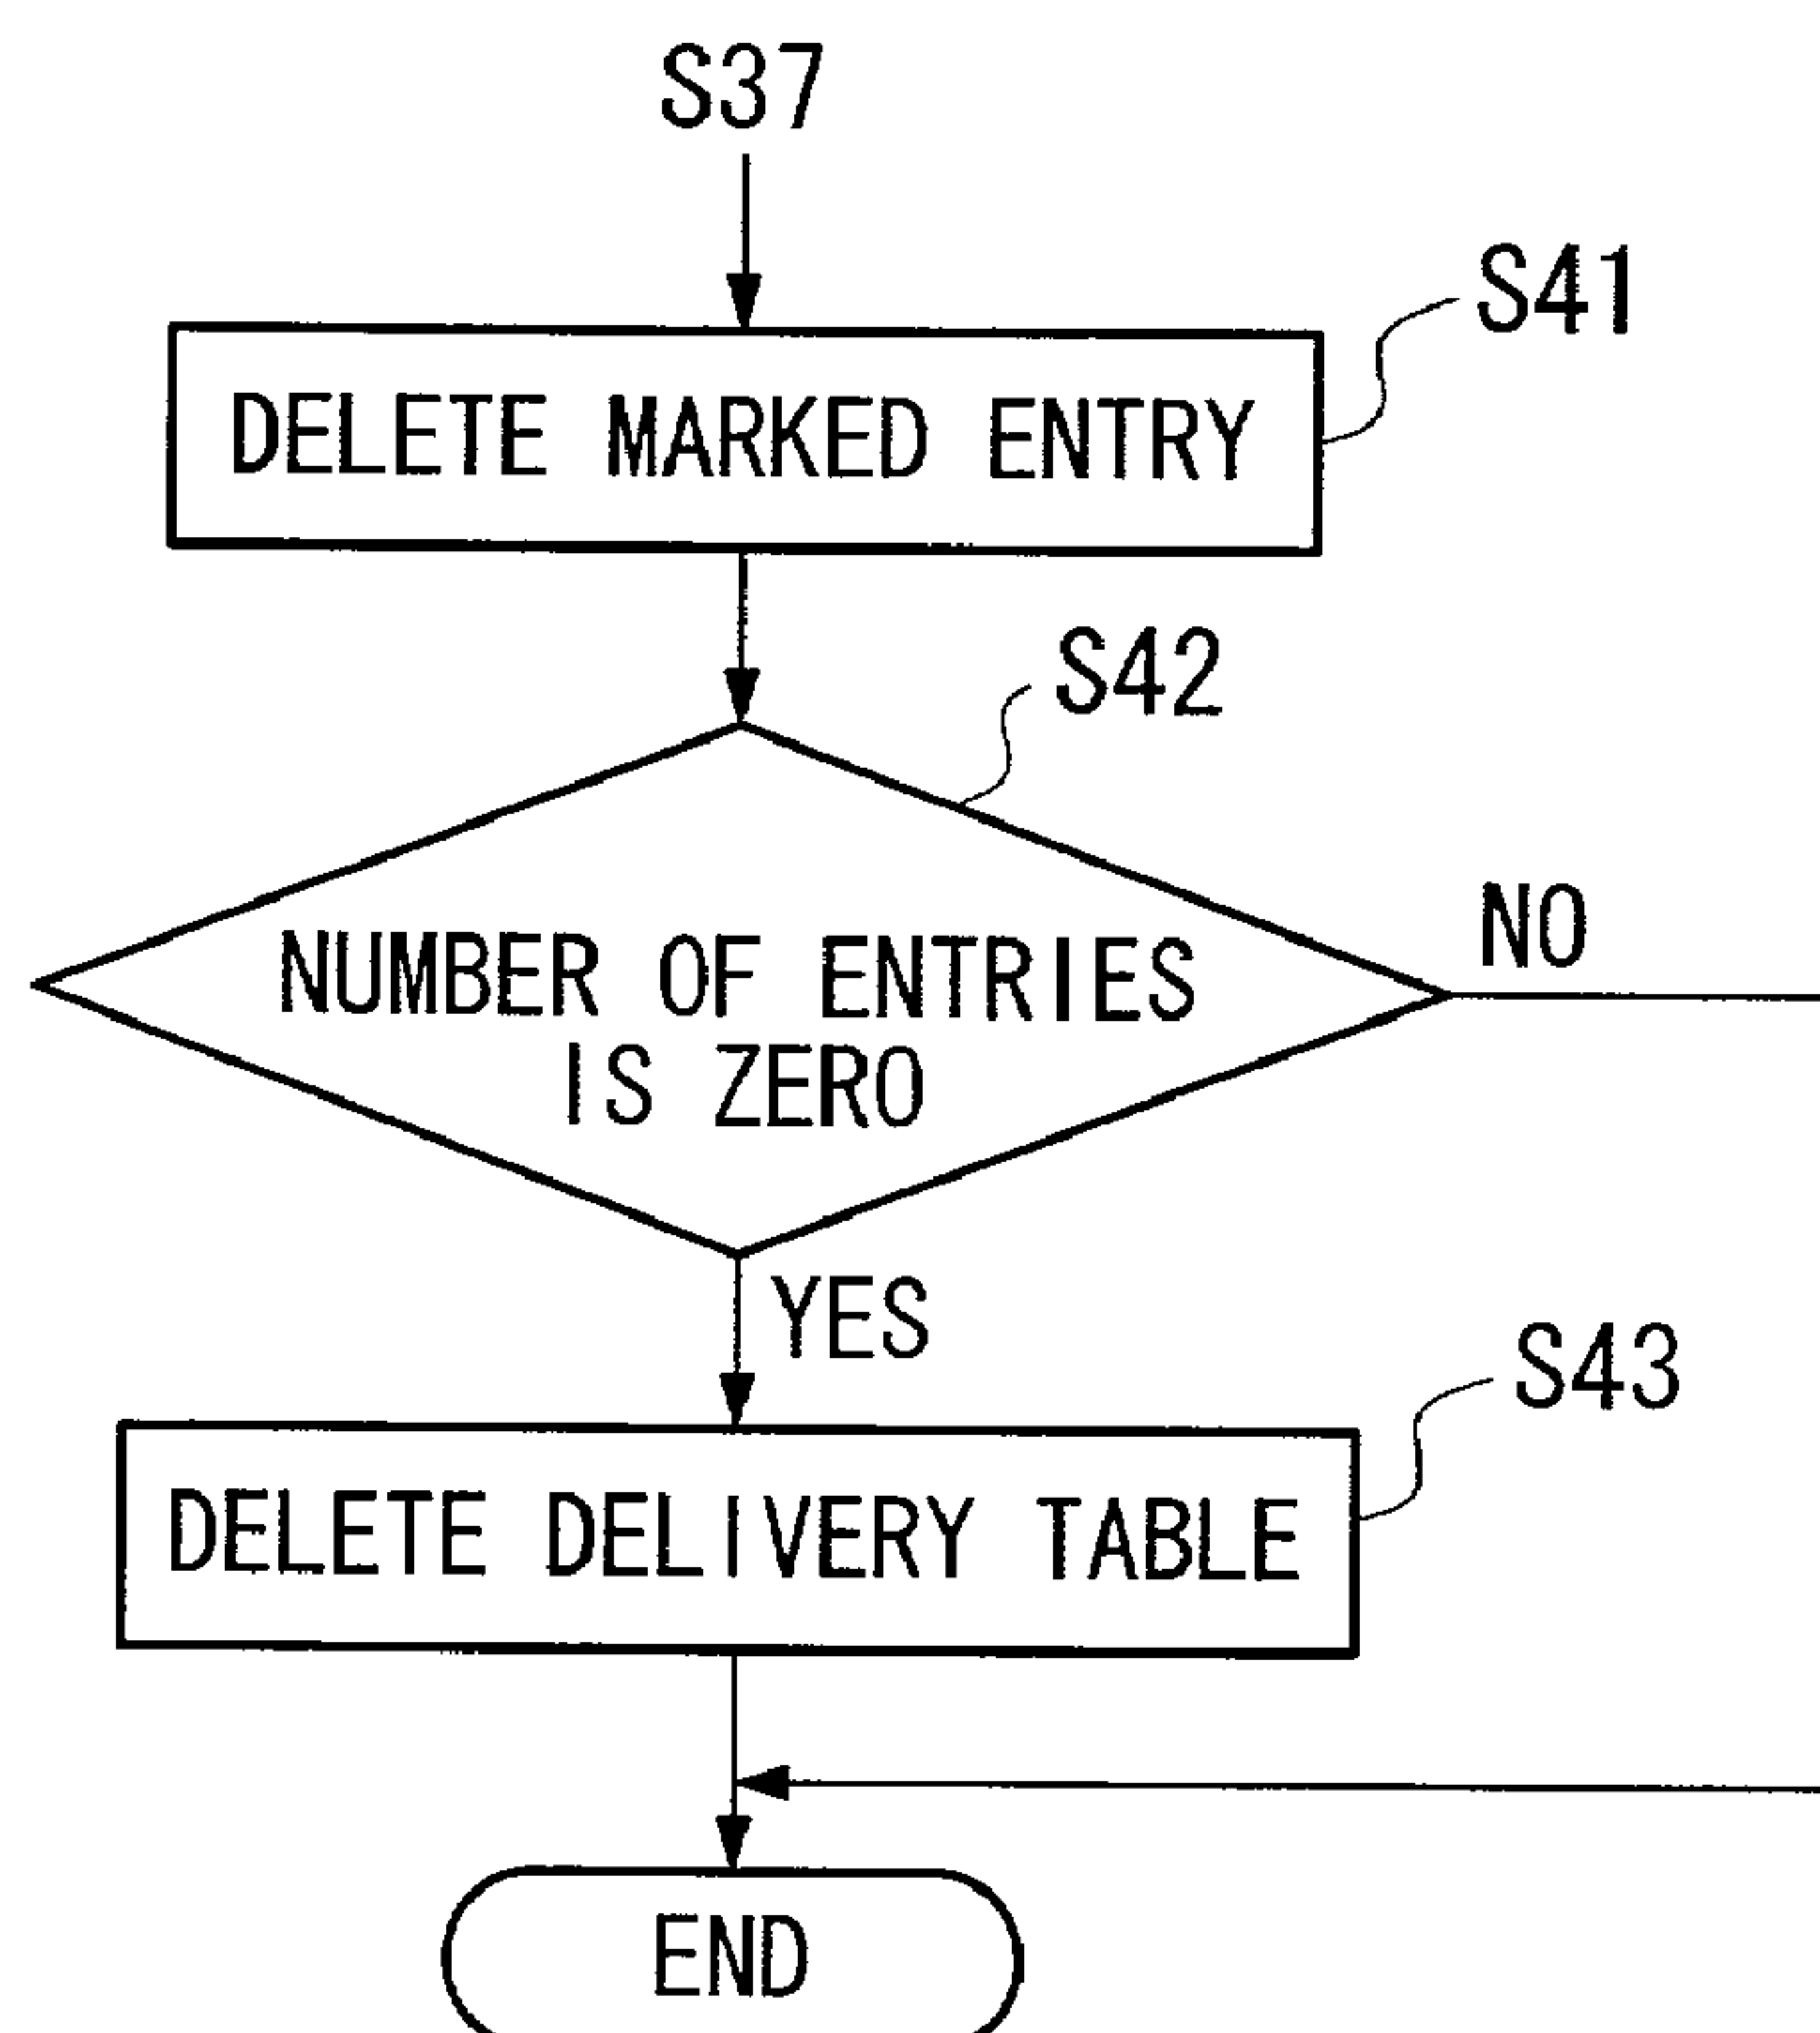 S37
S41
DELETE MARKED ENTRY
S42
NO
NUMBER OF ENTRIES
IS ZERO
YES
S43
DELETE DELIVERY TABLE
END